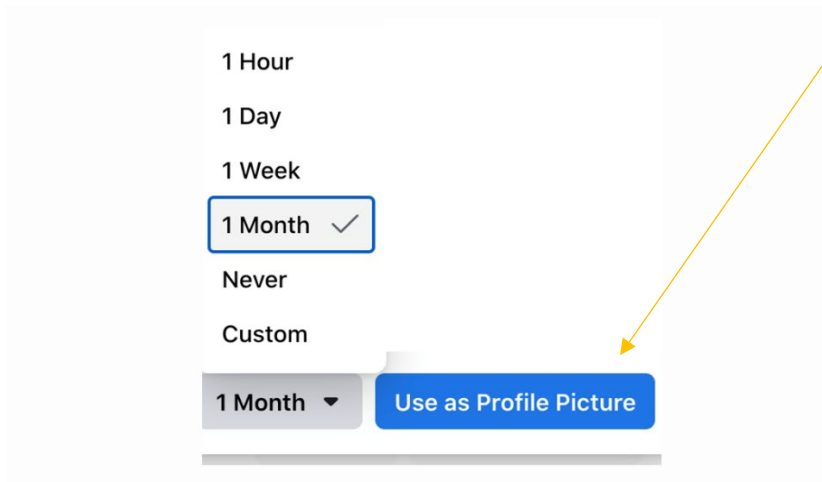 1 Hour
1 Day
1 Week
1 Month
Never
Custom
1 Month
Use as Profile Picture